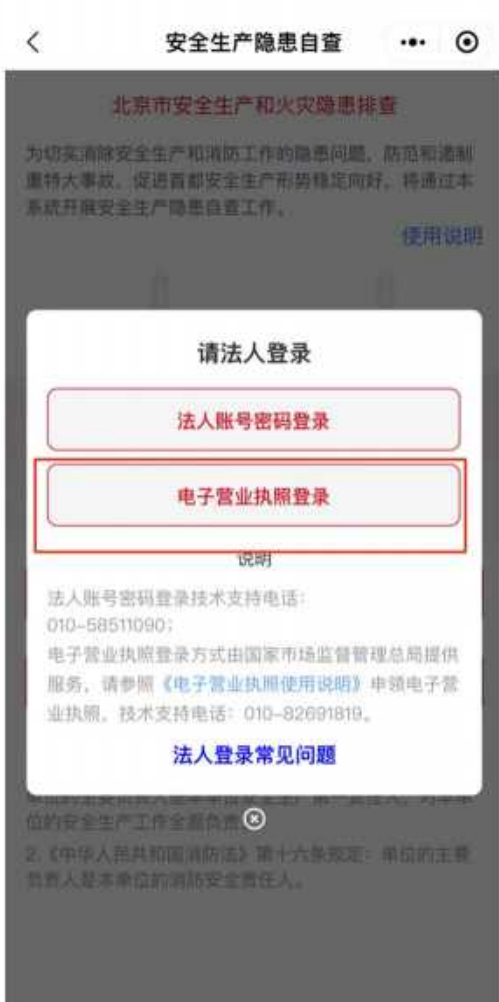 安全生产隐患自查
北京市安全生产和火灾隐患排查
为切实消除安全生产和消防工作的隐患问题，防范和遏制
重特大事故，促进首都安全生产形势稳定向好，将通过本
系统开展安全生产隐患自查工作。
使用说明
请法人登录
法人账号密码登录
电子营业执照登录
说明
法人账号密码登录技术支持电话：
010-58511090；
电子营业执照登录方式由国家市场监督管理总局提供
服务，请参照《电子营业执照使用说明》申领电子营
业执照，技术支持电话：010-82691819。
法人登录常见问题
位的安全生产工作全面负责
2.《中华人民共和国消防法》第十六条规定：单位的主要
负责人是本单位的消防安全责任人。